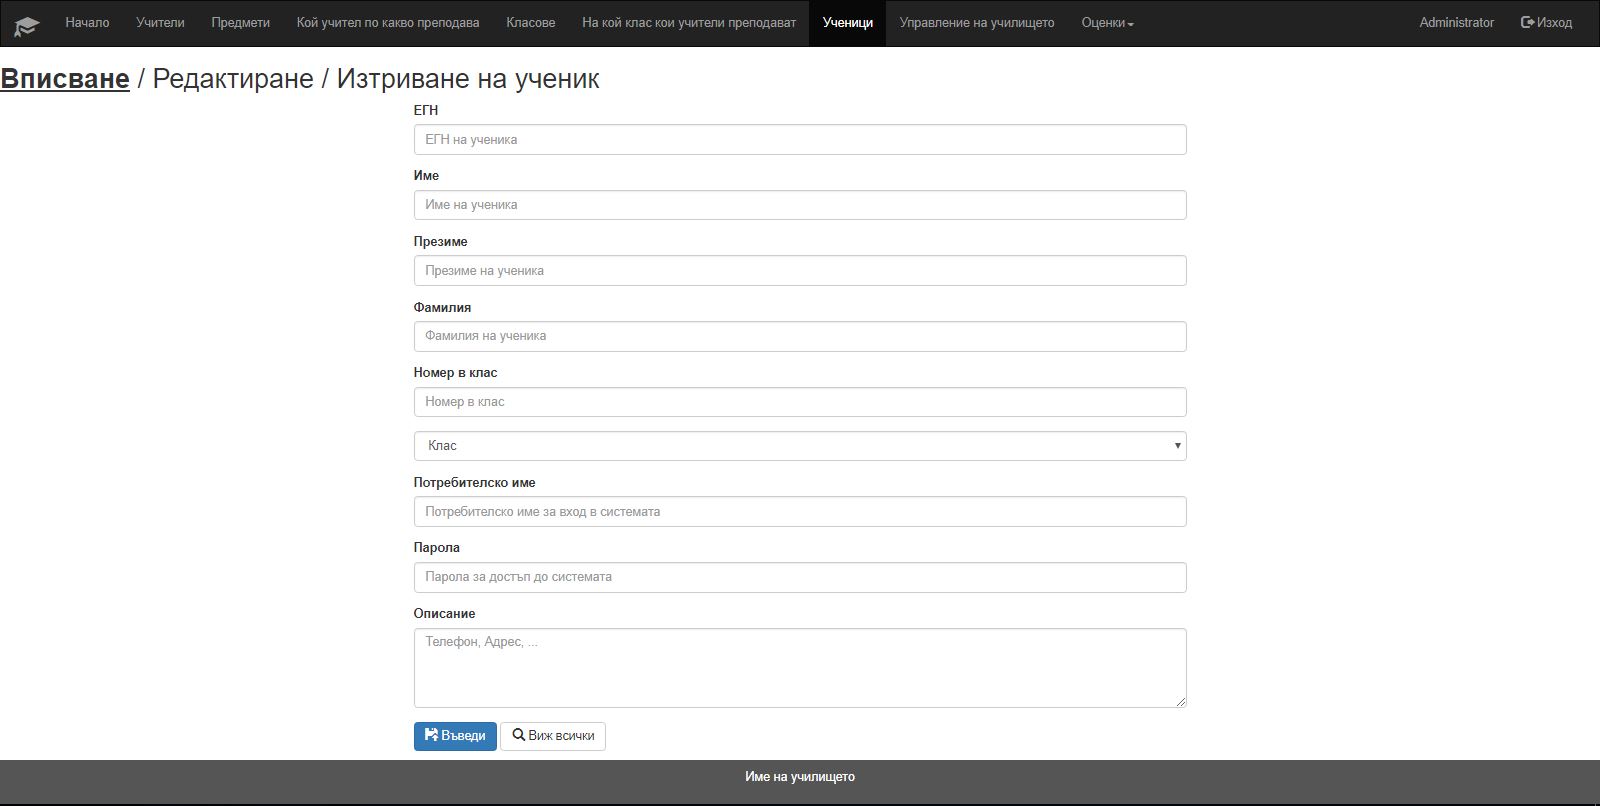 Начало Учители Предмети Кой учител по какво преподава Класове На кой клас кои учители преподават Ученици Управление на училището Оценки Administrator Изход
Вписване / Редактиране / Изтриване на ученик
ЕГН
ЕГН на ученика
Име
Име на ученика
Презиме
Презиме на ученика
Фамилия
Фамилия на ученика
Номер в клас
Номер в клас
Клас
Потребителско име
Потребителско име за вход в системата
Парола
Парола за достъп до системата
Описание
Телефон, Адрес, ...
Въведи Виж всички
Име на училището